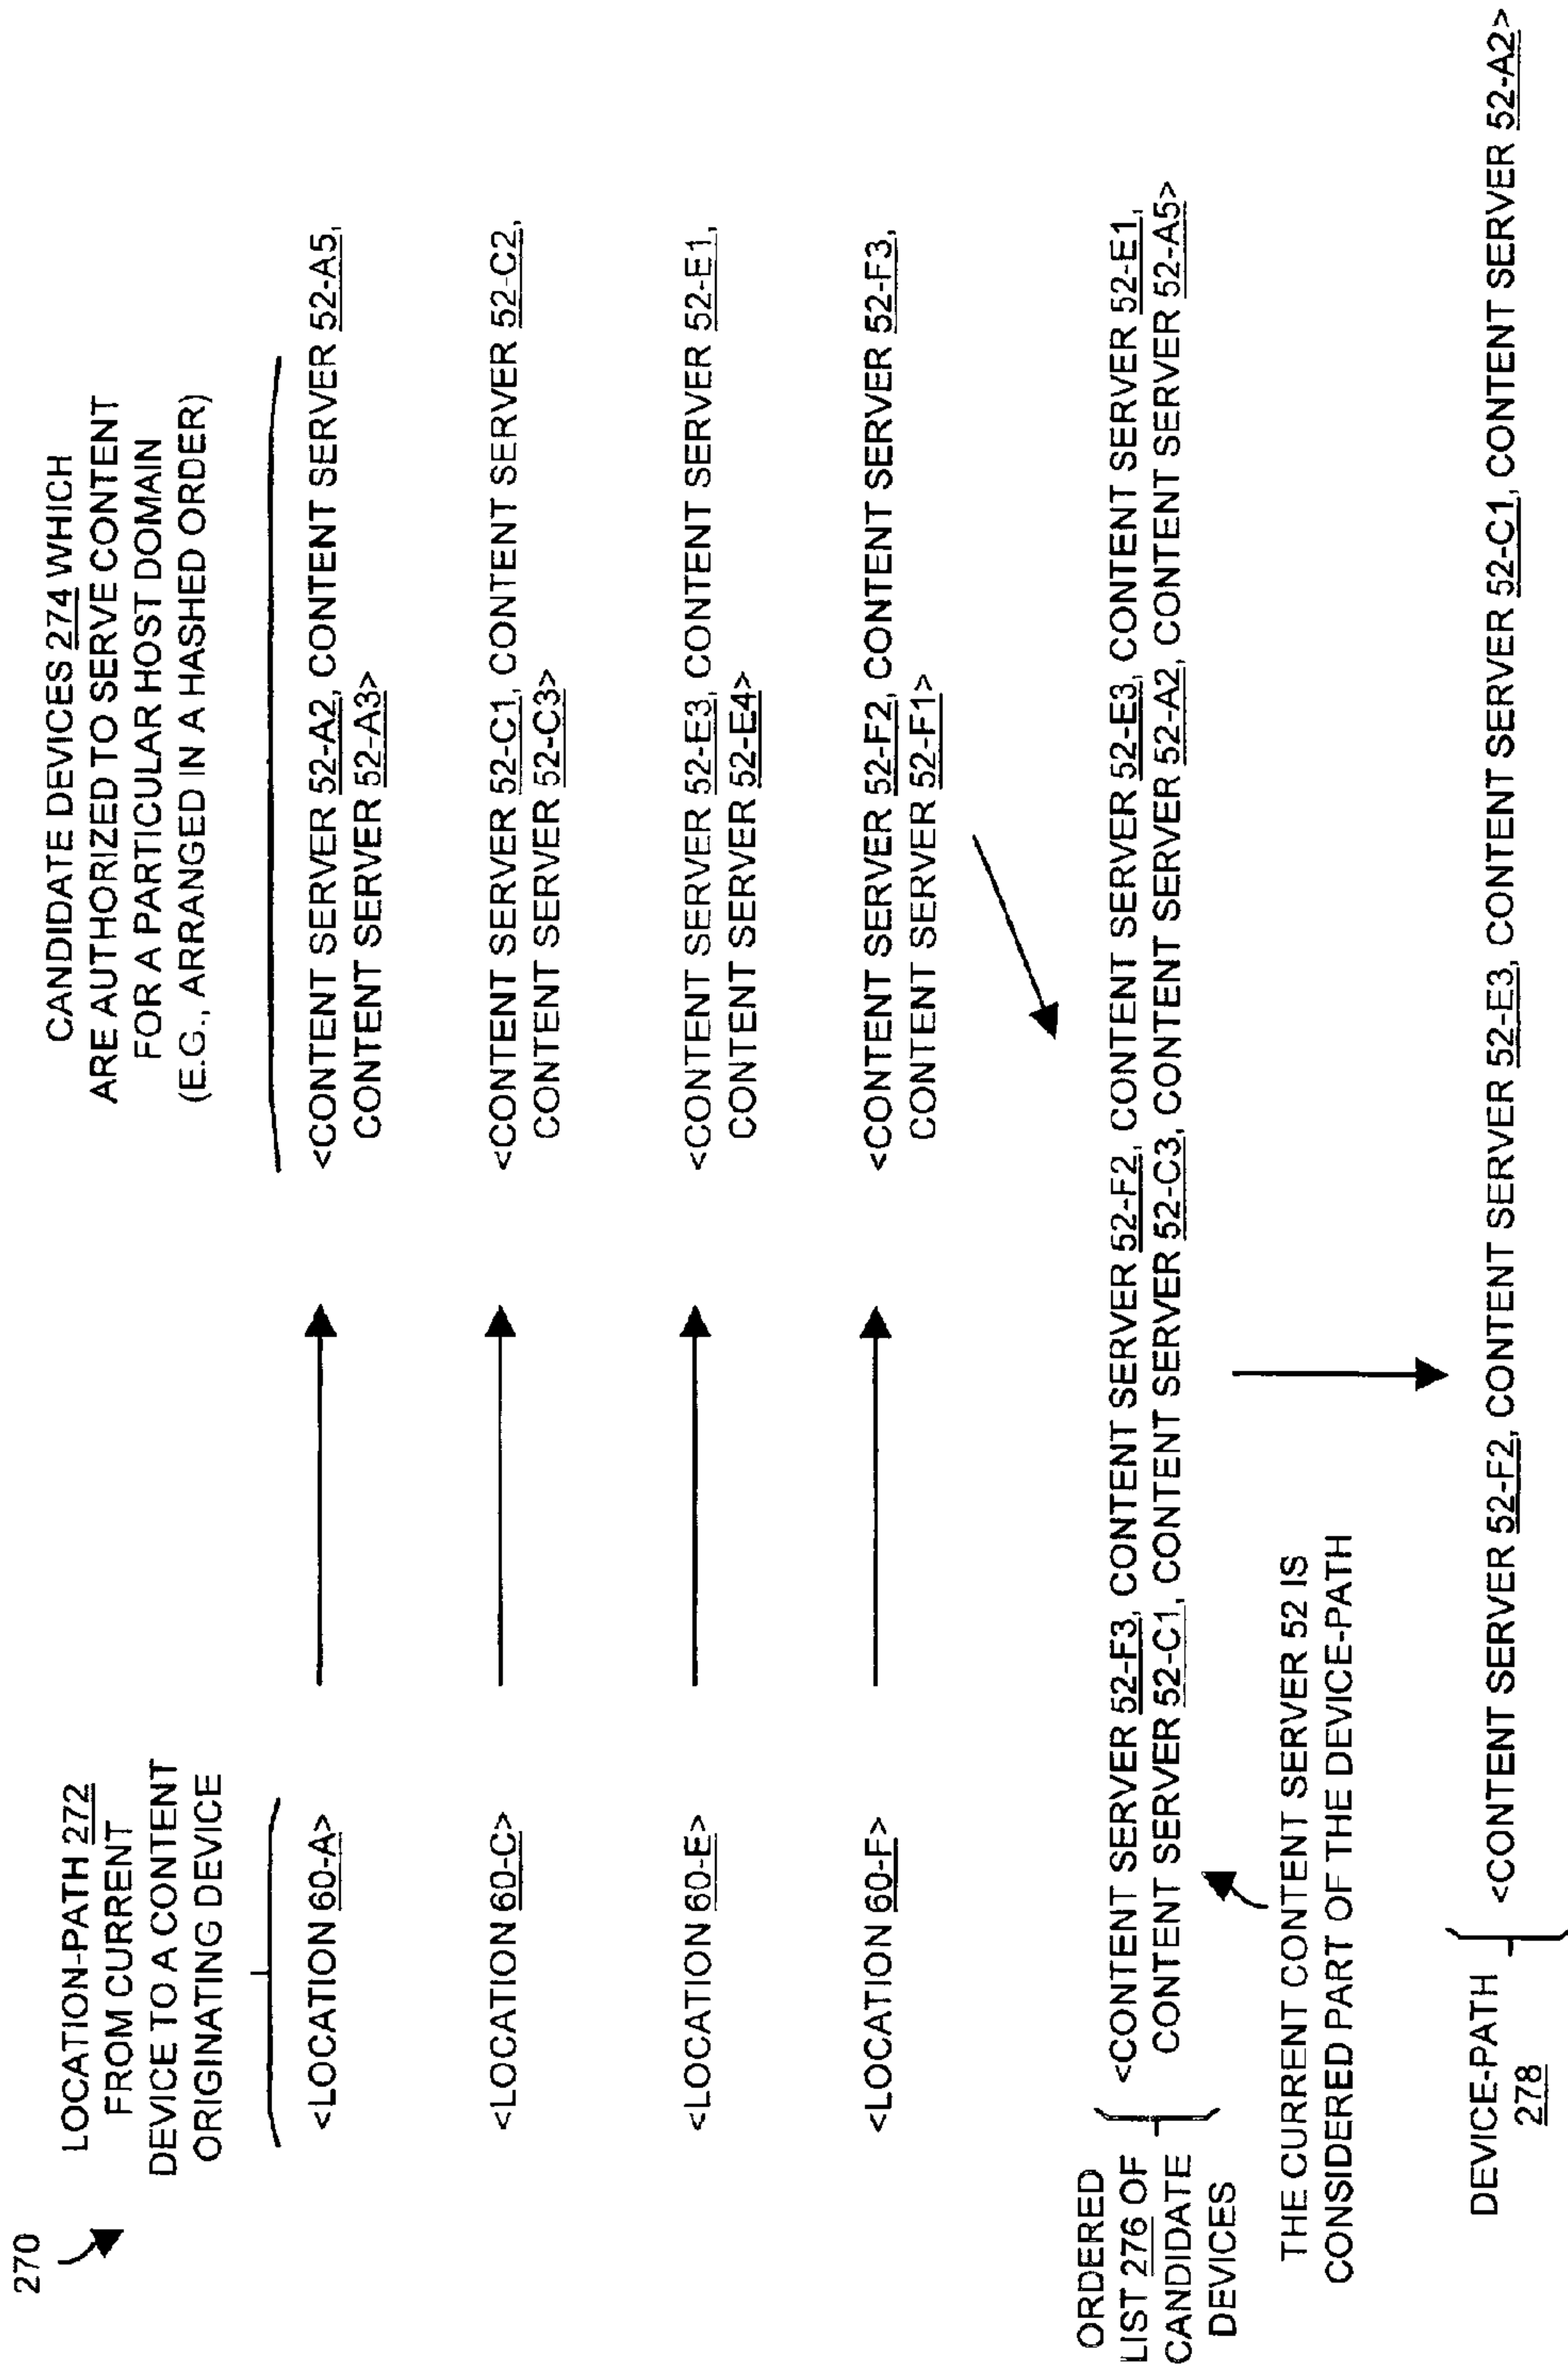 270
LOCATION-PATH 272
FROM CURRENT
DEVICE TO A CONTENT
ORIGINATING DEVICE
CANDIDATE DEVICES 274 WHICH
ARE AUTHORIZED TO SERVE CONTENT
FOR A PARTICULAR HOST DOMAIN
(E.G., ARRANGED IN A HASHED ORDER)
<LOCATION 60-A>
<CONTENT SERVER 52-A2, CONTENT SERVER 52-A5,
CONTENT SERVER 52-A3>
<LOCATION 60-C>
<CONTENT SERVER 52-C1, CONTENT SERVER 52-C2,
CONTENT SERVER 52-C3>
<LOCATION 60-E>
<CONTENT SERVER 52-E3, CONTENT SERVER 52-E1,
CONTENT SERVER 52-E4>
<LOCATION 60-F>
<CONTENT SERVER 52-F2, CONTENT SERVER 52-F3,
CONTENT SERVER 52-F1>
ORDERED
LIST 276 OF
CANDIDATE
DEVICES
<CONTENT SERVER 52-F3, CONTENT SERVER 52-F2, CONTENT SERVER 52-E3, CONTENT SERVER 52-E1,
CONTENT SERVER 52-C1, CONTENT SERVER 52-C3, CONTENT SERVER 52-A2, CONTENT SERVER 52-A5>
THE CURRENT CONTENT SERVER 52 IS
CONSIDERED PART OF THE DEVICE-PATH
DEVICE-PATH
278
<CONTENT SERVER 52-F2, CONTENT SERVER 52-E3, CONTENT SERVER 52-C1, CONTENT SERVER 52-A2>